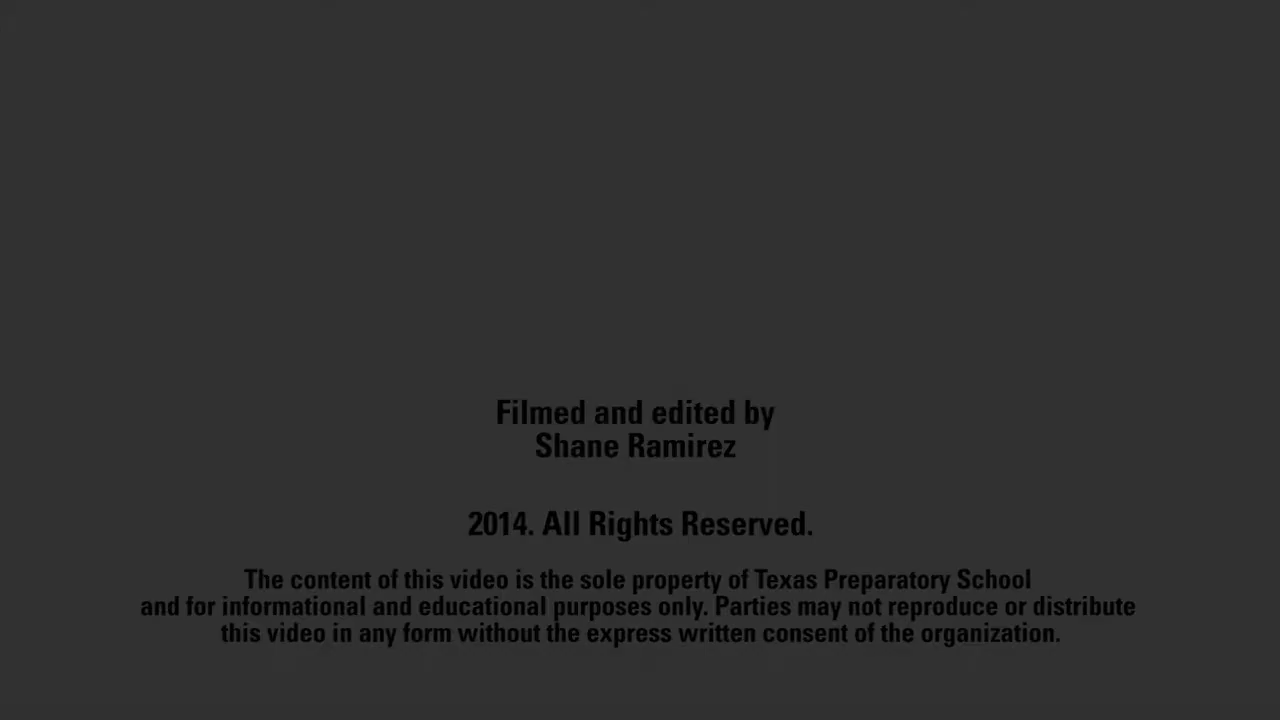 Filmed and edited by
Shane Ramirez
2014. All Rights Reserved.
The content of this video is the sole property of Texas Preparatory School
and for informational and educational purposes only. Parties may not reproduce or distribute
this video in any form without the express written consent of the organization.